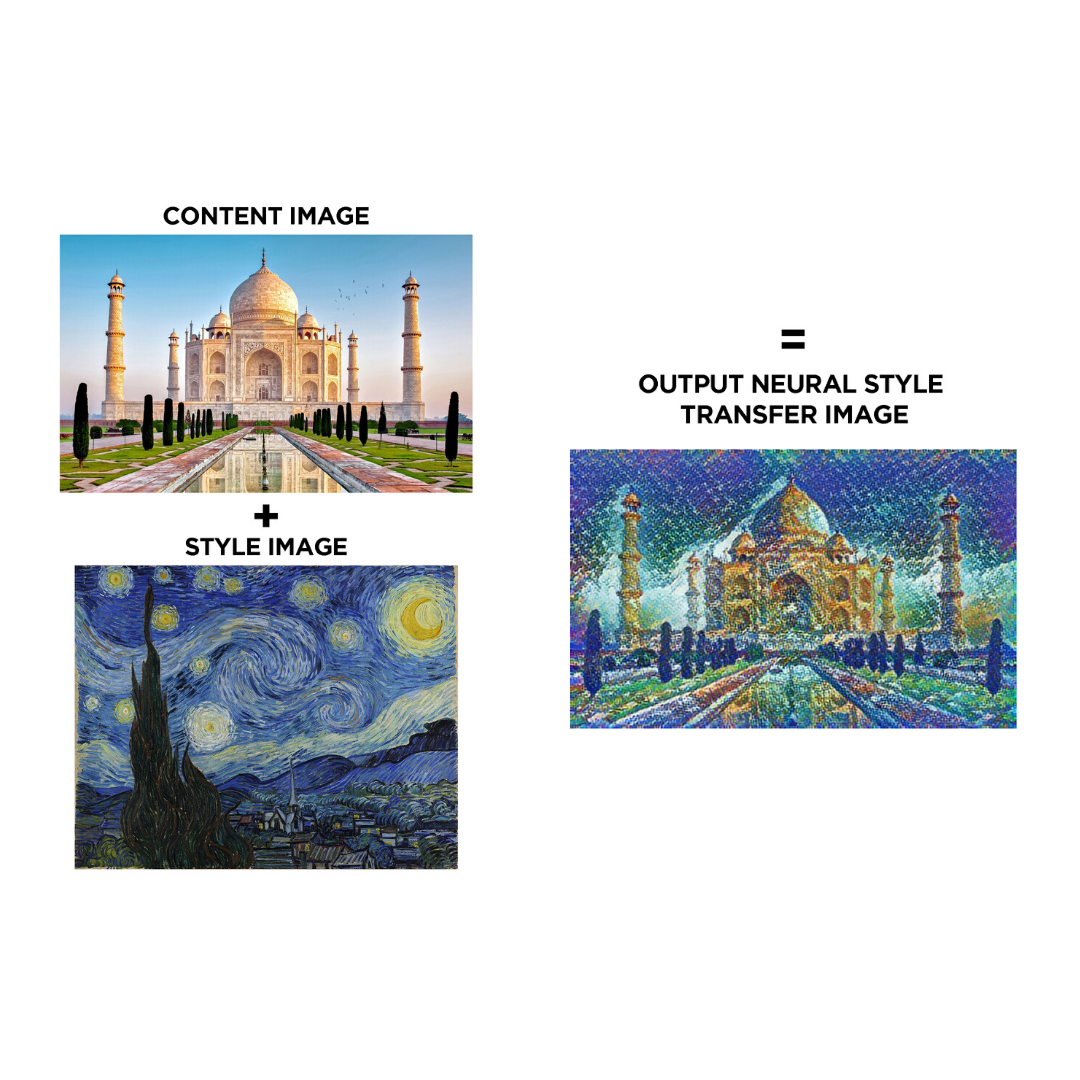 CONTENT IMAGE
+
STYLE IMAGE
=
OUTPUT NEURAL STYLE
TRANSFER IMAGE